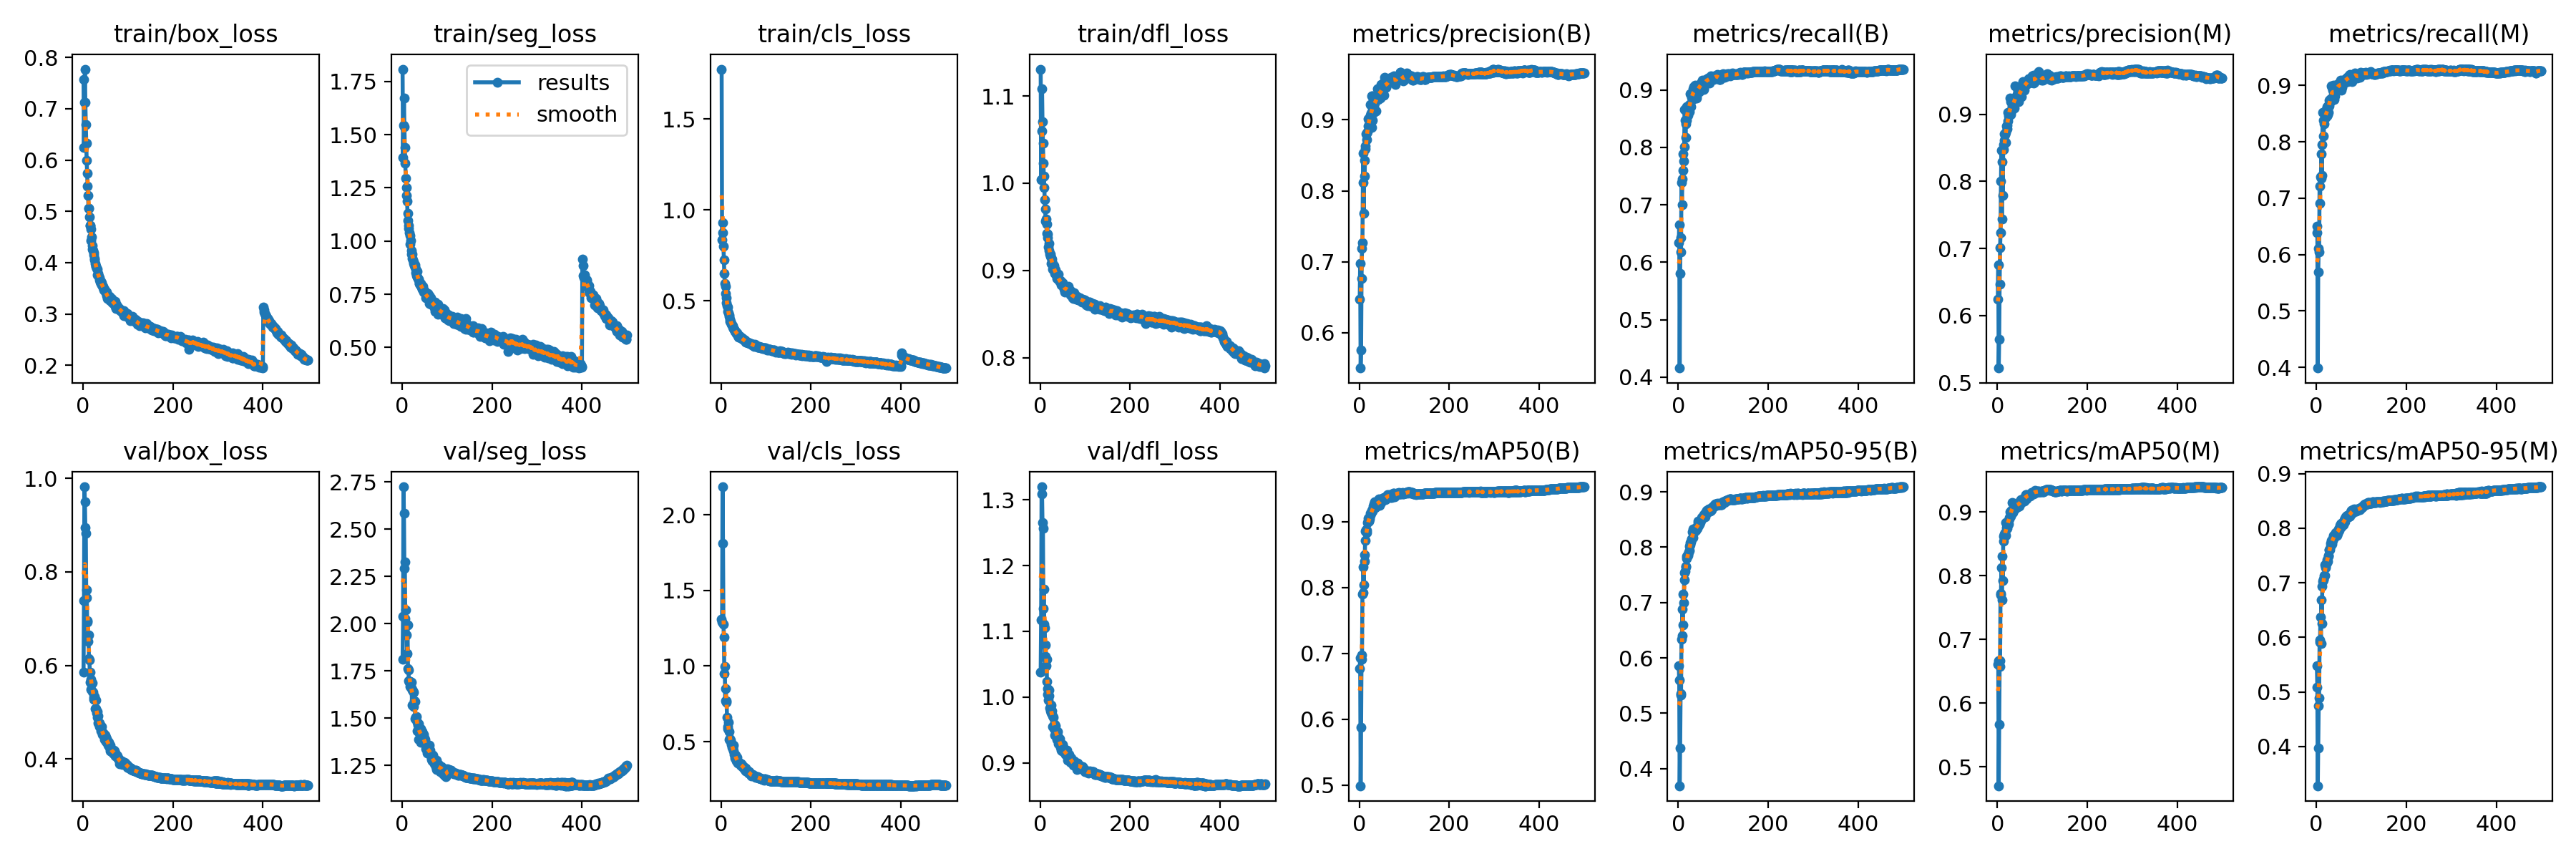 train/box_loss
0.8
0.7
0.6
0.5
0.4
0.3
0.2
0 200 400
train/seg_loss
results
smooth
1.75
1.50
1.25
1.00
0.75
0.50
0 200 400
train/cls_loss
1.5
1.0
0.5
0 200 400
train/dfl_loss
1.1
1.0
0.9
0.8
0 200 400
metrics/precision(B)
0.9
0.8
0.7
0.6
0 200 400
metrics/recall(B)
0.9
0.8
0.7
0.6
0.5
0.4
0 200 400
metrics/precision(M)
0.9
0.8
0.7
0.6
0.5
0 200 400
metrics/recall(M)
0.9
0.8
0.7
0.6
0.5
0.4
0 200 400
val/box_loss
1.0
0.8
0.6
0.4
0 200 400
val/seg_loss
2.75
2.50
2.25
2.00
1.75
1.50
1.25
0 200 400
val/cls_loss
2.0
1.5
1.0
0.5
0 200 400
val/dfl_loss
1.3
1.2
1.1
1.0
0.9
0 200 400
metrics/mAP50(B)
0.9
0.8
0.7
0.6
0.5
0 200 400
metrics/mAP50-95(B)
0.9
0.8
0.7
0.6
0.5
0.4
0 200 400
metrics/mAP50(M)
0.9
0.8
0.7
0.6
0.5
0 200 400
metrics/mAP50-95(M)
0.9
0.8
0.7
0.6
0.5
0.4
0 200 400